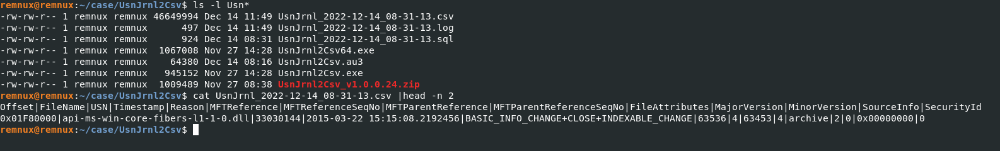 remnux@remnux:~/case/UsnJrnl2Csv$ ls -l Usn*
-rw-rw-r-- 1 remnux remnux 46649994 Dec 14 11:49 UsnJrnl_2022-12-14_08-31-13.csv
-rw-rw-r-- 1 remnux remnux      497 Dec 14 11:49 UsnJrnl_2022-12-14_08-31-13.log
-rw-rw-r-- 1 remnux remnux      924 Dec 14 08:31 UsnJrnl_2022-12-14_08-31-13.sql
-rw-rw-r-- 1 remnux remnux  1067008 Nov 27 14:28 UsnJrnl2Csv64.exe
-rw-rw-r-- 1 remnux remnux    64380 Dec 14 08:16 UsnJrnl2Csv.au3
-rw-rw-r-- 1 remnux remnux   945152 Nov 27 14:28 UsnJrnl2Csv.exe
-rw-rw-r-- 1 remnux remnux  1009489 Nov 27 08:38 UsnJrnl2Csv_v1.0.0.24.zip
remnux@remnux:~/case/UsnJrnl2Csv$ cat UsnJrnl_2022-12-14_08-31-13.csv |head -n 2
Offset|FileName|USN|Timestamp|Reason|MFTReference|MFTReferenceSeqNo|MFTParentReference|MFTParentReferenceSeqNo|FileAttributes|MajorVersion|MinorVersion|SourceInfo|SecurityId
0x01F80000|api-ms-win-core-fibers-l1-1-0.dll|33030144|2015-03-22 15:15:08.2192456|BASIC_INFO_CHANGE+CLOSE+INDEXABLE_CHANGE|63536|4|63453|4|archive|2|0|0x00000000|0
remnux@remnux:~/case/UsnJrnl2Csv$